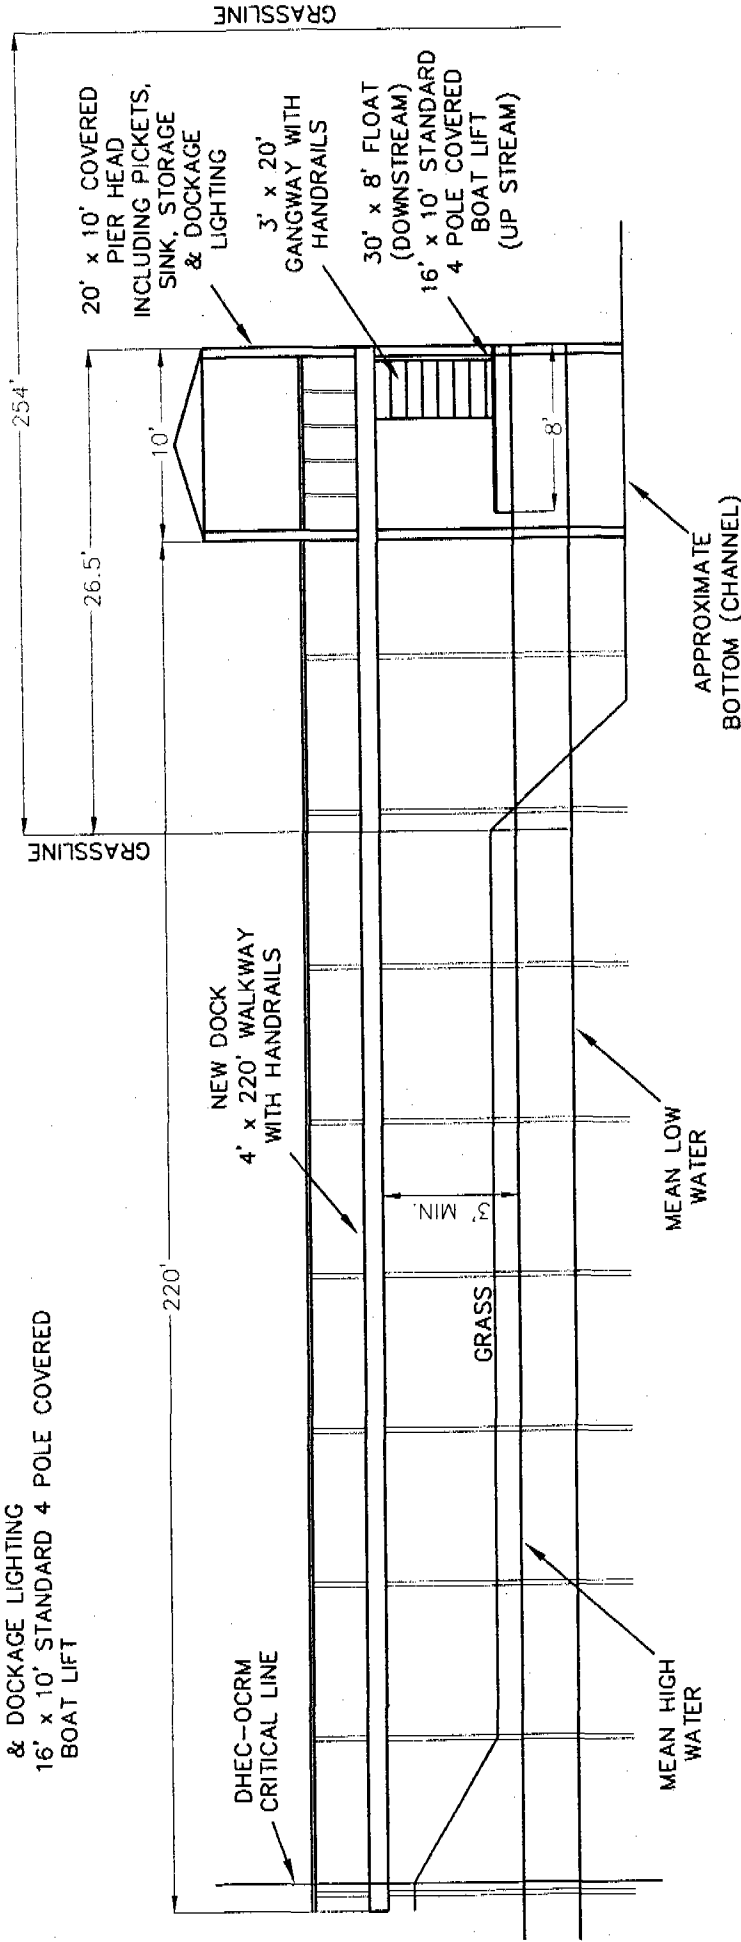 & DOCKAGE LIGHTING
16' x 10' STANDARD 4 POLE COVERED
BOAT LIFT
254'
GRASSLINE
GRASSLINE
26.5'
10'
220'
20' x 10' COVERED
PIER HEAD
INCLUDING PICKETS,
SINK, STORAGE
& DOCKAGE
LIGHTING
3' x 20'
GANGWAY WITH
HANDRAILS
30' x 8' FLOAT
(DOWNSTREAM)
16' x 10' STANDARD
4 POLE COVERED
BOAT LIFT
(UP STREAM)
NEW DOCK
4' x 220' WALKWAY
WITH HANDRAILS
DHEC-OCRM
CRITICAL LINE
3' MIN.
GRASS
8'
MEAN HIGH
WATER
MEAN LOW
WATER
APPROXIMATE
BOTTOM (CHANNEL)